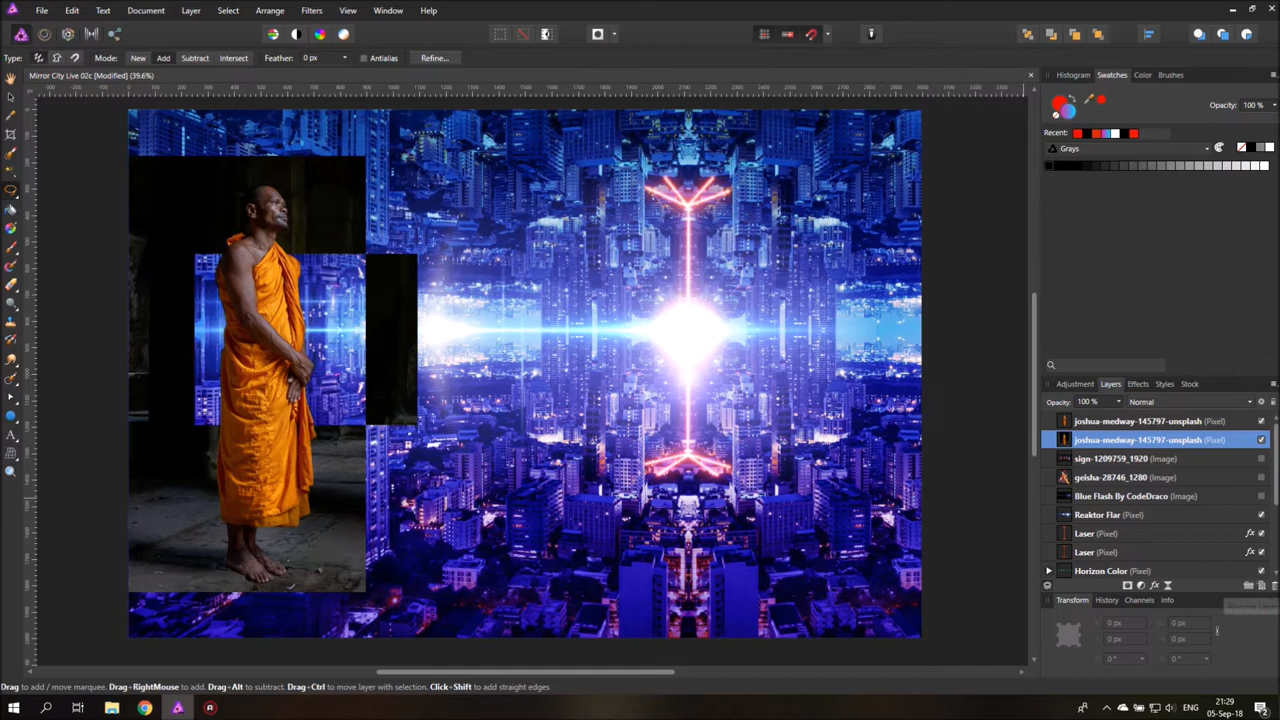 File Edit Text Document Layer Select Arrange Filters View Window Help
Type: Mode: New Add Subtract Intersect Feather: 0 px Antialias Refine...
Mirror City Live 02c [Modified] (39.6%)
Histogram Swatches Color Brushes
Opacity: 100 %
Recent:
Grays
Adjustment Layers Effects Styles Stock
Opacity: 100 % Normal
joshua-medway-145797-unsplash (Pixel)
joshua-medway-145797-unsplash (Pixel)
sign-1209759_1920 (Image)
geisha-28746_1280 (Image)
Blue Flash By CodeDraco (Image)
Reaktor Flar (Pixel)
Laser (Pixel)
Laser (Pixel)
Horizon Color (Pixel)
Transform History Channels Info
X: 0 px W: 0 px
Y: 0 px H: 0 px
R: 0 ° S: 0 °
Drag to add / move marquee. Drag+RightMouse to add. Drag+Alt to subtract. Drag+Ctrl to move layer with selection. Click+Shift to add straight edges
21:29
05-Sep-18